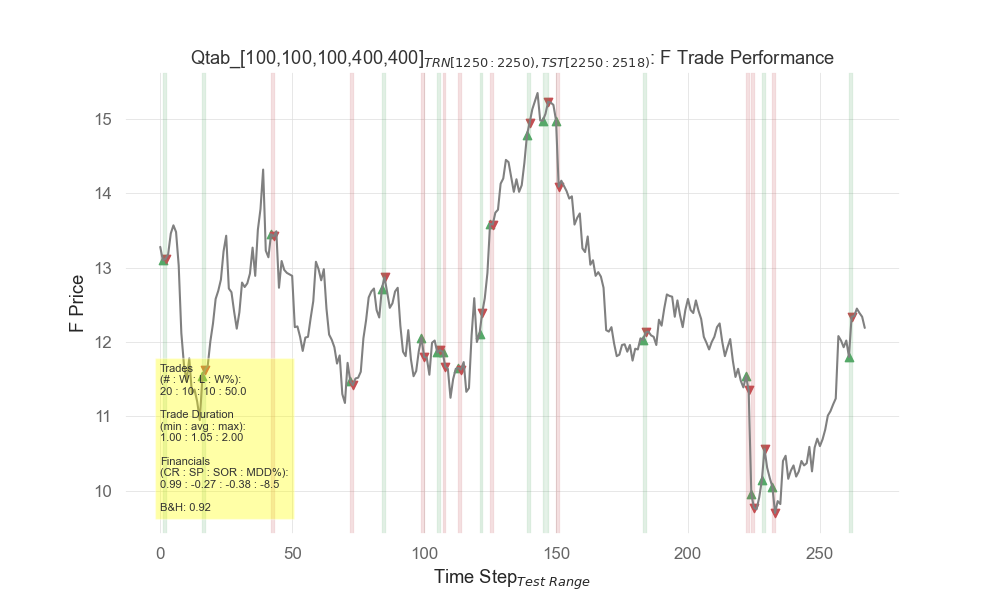 Qtab_[100,100,100,400,400]TRN[1250:2250),TST[2250:2518): F Trade Performance
F Price
15
14
13
12
11
10
Trades
(# : W : L : W%):
20 : 10 : 10 : 50.0
Trade Duration
(min : avg : max):
1.00 : 1.05 : 2.00
Financials
(CR : SP : SOR : MDD%):
0.99 : -0.27 : -0.38 : -8.5
B&H: 0.92
0 50 100 150 200 250
Time StepTest Range